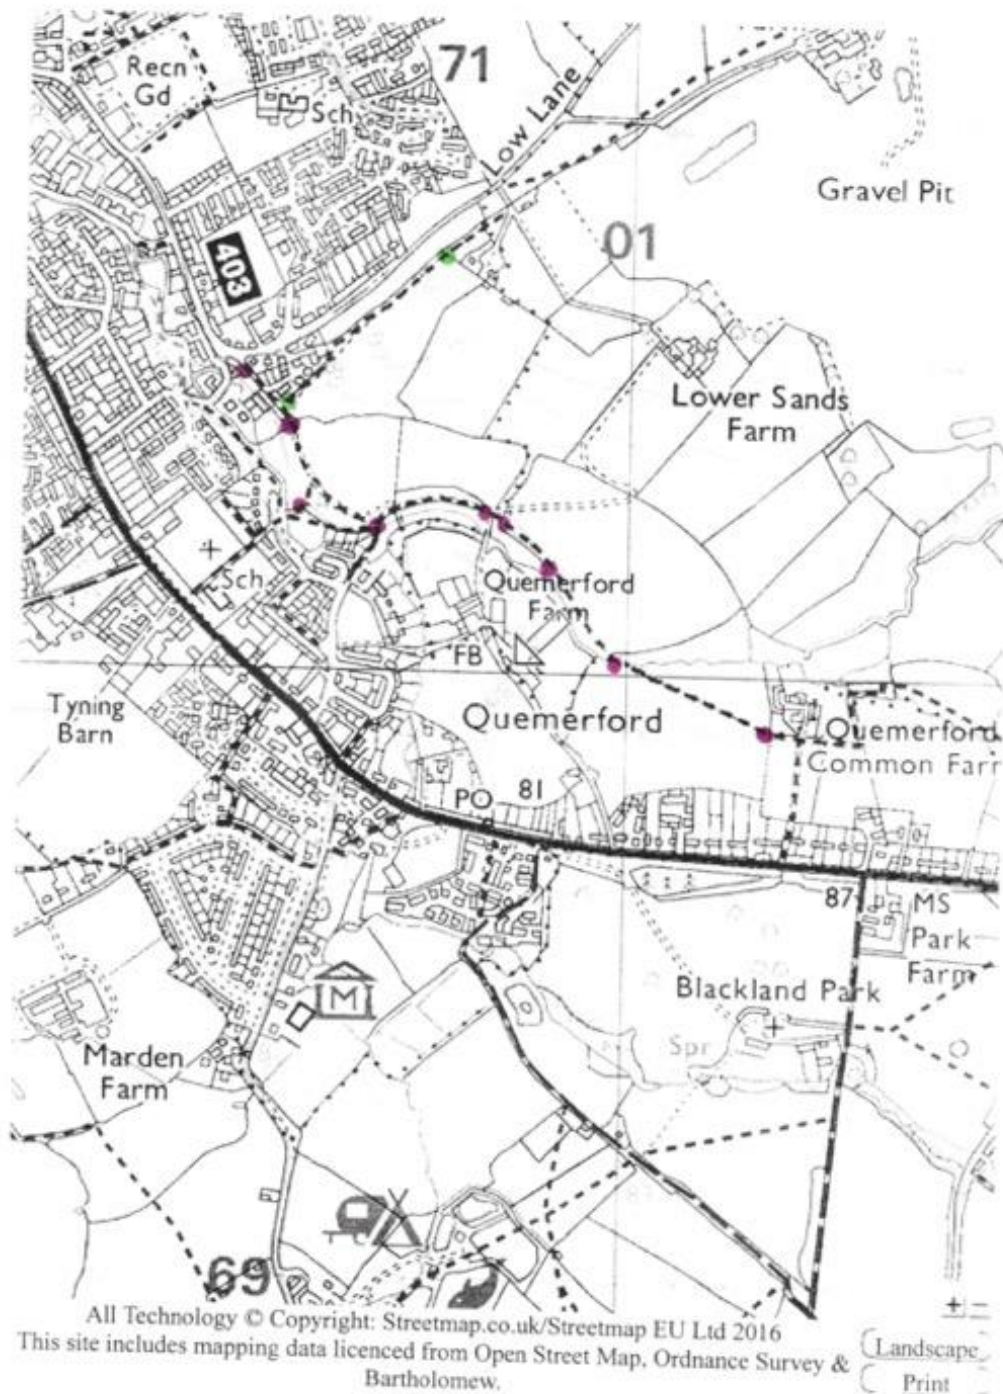 71
Recn
Gd
Sch
Low Lane
Gravel Pit
01
403
Lower Sands
Farm
Sch
Quemerford
Farm
FB
Tyning
Barn
Quemerford
Quemerford
Common Farr
PO
81
87
MS
Park
Farm
Blackland Park
M
Spr
Marden
Farm
69
All Technology © Copyright: Streetmap.co.uk/Streetmap EU Ltd 2016
This site includes mapping data licenced from Open Street Map, Ordnance Survey &
Bartholomew.
Landscape
Print